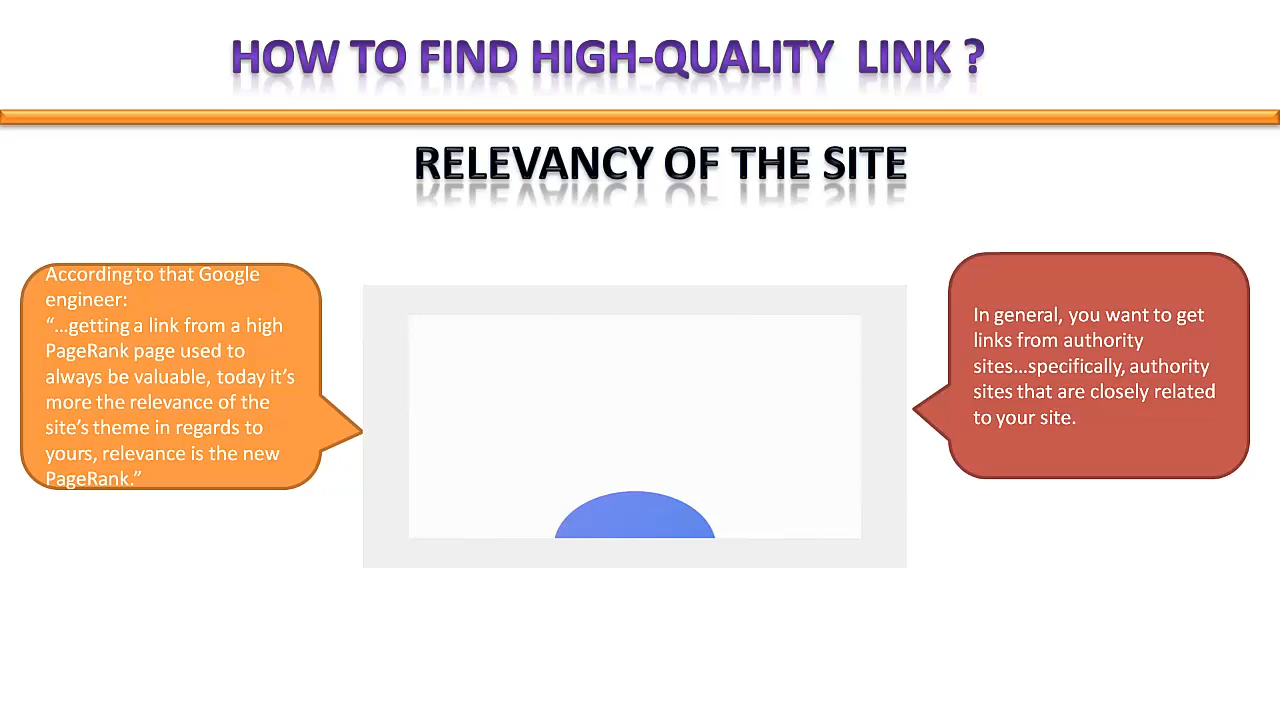 HOW TO FIND HIGH-QUALITY LINK ?
RELEVANCY OF THE SITE
According to that Google
engineer:
“…getting a link from a high
PageRank page used to
always be valuable, today it’s
more the relevance of the
site’s theme in regards to
yours, relevance is the new
PageRank.”
In general, you want to get
links from authority
sites…specifically, authority
sites that are closely related
to your site.